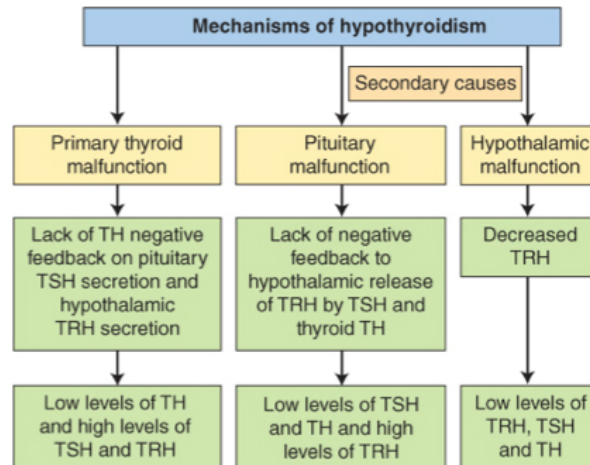 Mechanisms of hypothyroidism
Secondary causes
Primary thyroid
malfunction
Pituitary
malfunction
Hypothalamic
malfunction
Lack of TH negative
feedback on pituitary
TSH secretion and
hypothalamic
TRH secretion
Lack of negative
feedback to
hypothalamic release
of TRH by TSH and
thyroid TH
Decreased
TRH
Low levels of TH
and high levels of
TSH and TRH
Low levels of TSH
and TH and high
levels of TRH
Low levels of
TRH, TSH
and TH